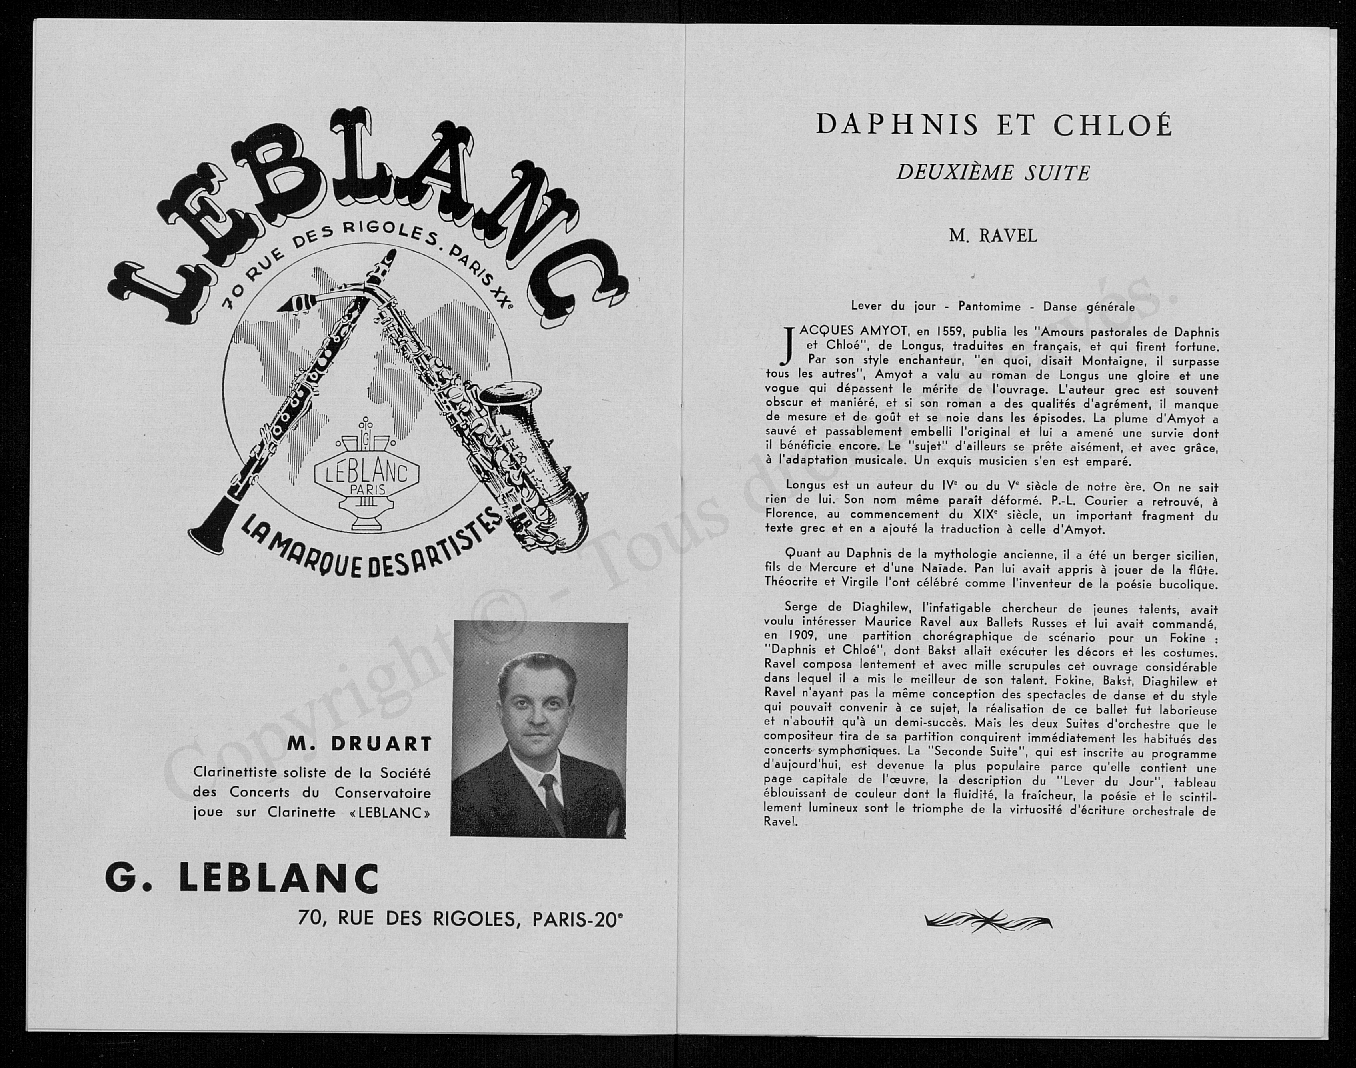 LEBLANC
70 RUE DES RIGOLES. PARIS XXe
LEBLANC
PARIS
LA MARQUE DES ARTISTES
M. DRUART
Clarinettiste soliste de la Société
des Concerts du Conservatoire
joue sur Clarinette «LEBLANC»
G. LEBLANC
70, RUE DES RIGOLES, PARIS-20e
DAPHNIS ET CHLOÉ
DEUXIÈME SUITE
M. RAVEL
Lever du jour - Pantomime - Danse générale
JACQUES AMYOT, en 1559, publia les "Amours pastorales de Daphnis
et Chloé", de Longus, traduites en français, et qui firent fortune.
Par son style enchanteur, "en quoi, disait Montaigne, il surpasse
tous les autres", Amyot a valu au roman de Longus une gloire et une
vogue qui dépassent le mérite de l'ouvrage. L'auteur grec est souvent
obscur et maniéré, et si son roman a des qualités d'agrément, il manque
de mesure et de goût et se noie dans les épisodes. La plume d'Amyot a
sauvé et passablement embelli l'original et lui a amené une survie dont
il bénéficie encore. Le "sujet" d'ailleurs se prête aisément, et avec grâce,
à l'adaptation musicale. Un exquis musicien s'en est emparé.
Longus est un auteur du IVe ou du Ve siècle de notre ère. On ne sait
rien de lui. Son nom même paraît déformé. P.-L. Courier a retrouvé, à
Florence, au commencement du XIXe siècle, un important fragment du
texte grec et en a ajouté la traduction à celle d'Amyot.
Quant au Daphnis de la mythologie ancienne, il a été un berger sicilien,
fils de Mercure et d'une Naïade. Pan lui avait appris à jouer de la flûte.
Théocrite et Virgile l'ont célébré comme l'inventeur de la poésie bucolique.
Serge de Diaghilew, l'infatigable chercheur de jeunes talents, avait
voulu intéresser Maurice Ravel aux Ballets Russes et lui avait commandé,
en 1909, une partition chorégraphique de scénario pour un Fokine :
"Daphnis et Chloé", dont Bakst allait exécuter les décors et les costumes.
Ravel composa lentement et avec mille scrupules cet ouvrage considérable
dans lequel il a mis le meilleur de son talent. Fokine, Bakst, Diaghilew et
Ravel n'ayant pas la même conception des spectacles de danse et du style
qui pouvait convenir à ce sujet, la réalisation de ce ballet fut laborieuse
et n'aboutit qu'à un demi-succès. Mais les deux Suites d'orchestre que le
compositeur tira de sa partition conquirent immédiatement les habitués des
concerts symphoniques. La "Seconde Suite", qui est inscrite au programme
d'aujourd'hui, est devenue la plus populaire parce qu'elle contient une
page capitale de l'œuvre, la description du "Lever du Jour", tableau
éblouissant de couleur dont la fluidité, la fraîcheur, la poésie et le scintil-
lement lumineux sont le triomphe de la virtuosité d'écriture orchestrale de
Ravel.